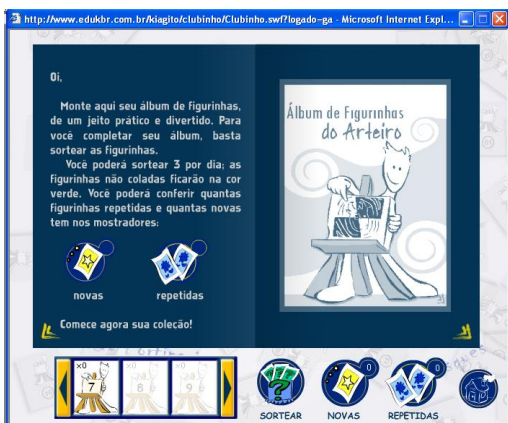 http://www.edukbr.com.br/kiagito/clubinho/Clubinho.swf?logado-ga - Microsoft Internet Expl...
Oi,
Monte aqui seu álbum de figurinhas,
de um jeito prático e divertido. Para
você completar seu álbum, basta
sortear as figurinhas.
Você poderá sortear 3 por dia; as
figurinhas não coladas ficarão na cor
verde. Você poderá conferir quantas
figurinhas repetidas e quantas novas
tem nos mostradores:
novas
repetidas
Comece agora sua coleção!
Álbum de Figurinhas
do Arteiro
x0
7
x0
8
x0
9
?
0
0
SORTEAR
NOVAS
REPETIDAS